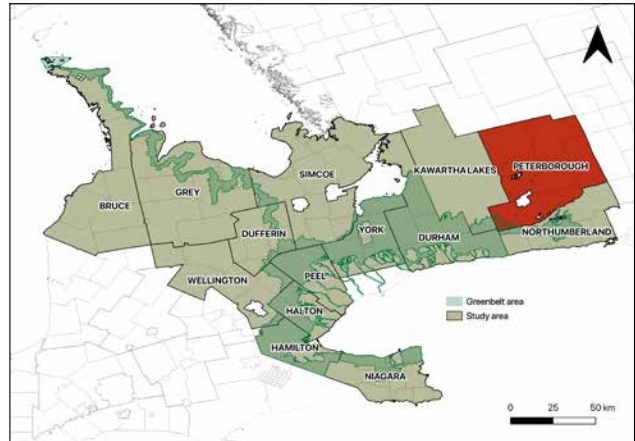 PETERBOROUGH
KAWARTHA LAKES
SIMCOE
BRUCE
GREY
NORTHUMBERLAND
YORK
DUFFERIN
DURHAM
PEEL
WELLINGTON
Greenbelt area
HALTON
Study area
HAMILTON
NIAGARA
0 25 50 km